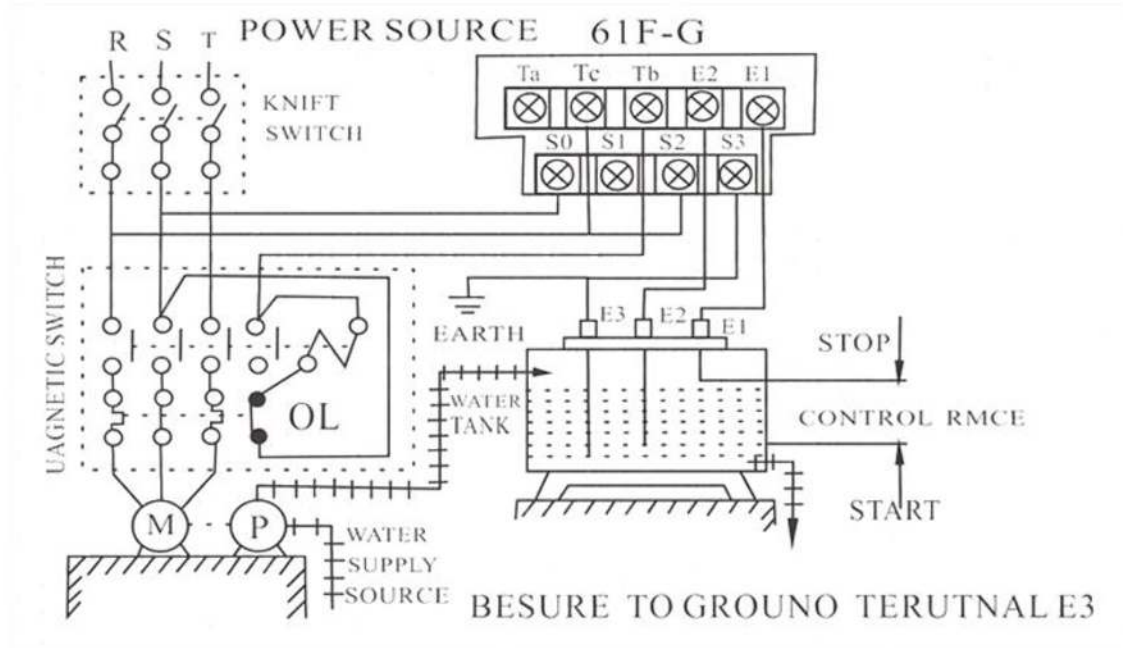 POWER SOURCE 61F-G
R S T
Ta Tc Tb E2 E1
KNIFT
SWITCH
S0 S1 S2 S3
UAGNETIC SWITCH
EARTH
E3 E2 E1
STOP
WATER
TANK
CONTROL RMCE
OL
START
M P
WATER
SUPPLY
SOURCE
BESURE TO GROUNO TERUTNAL E3